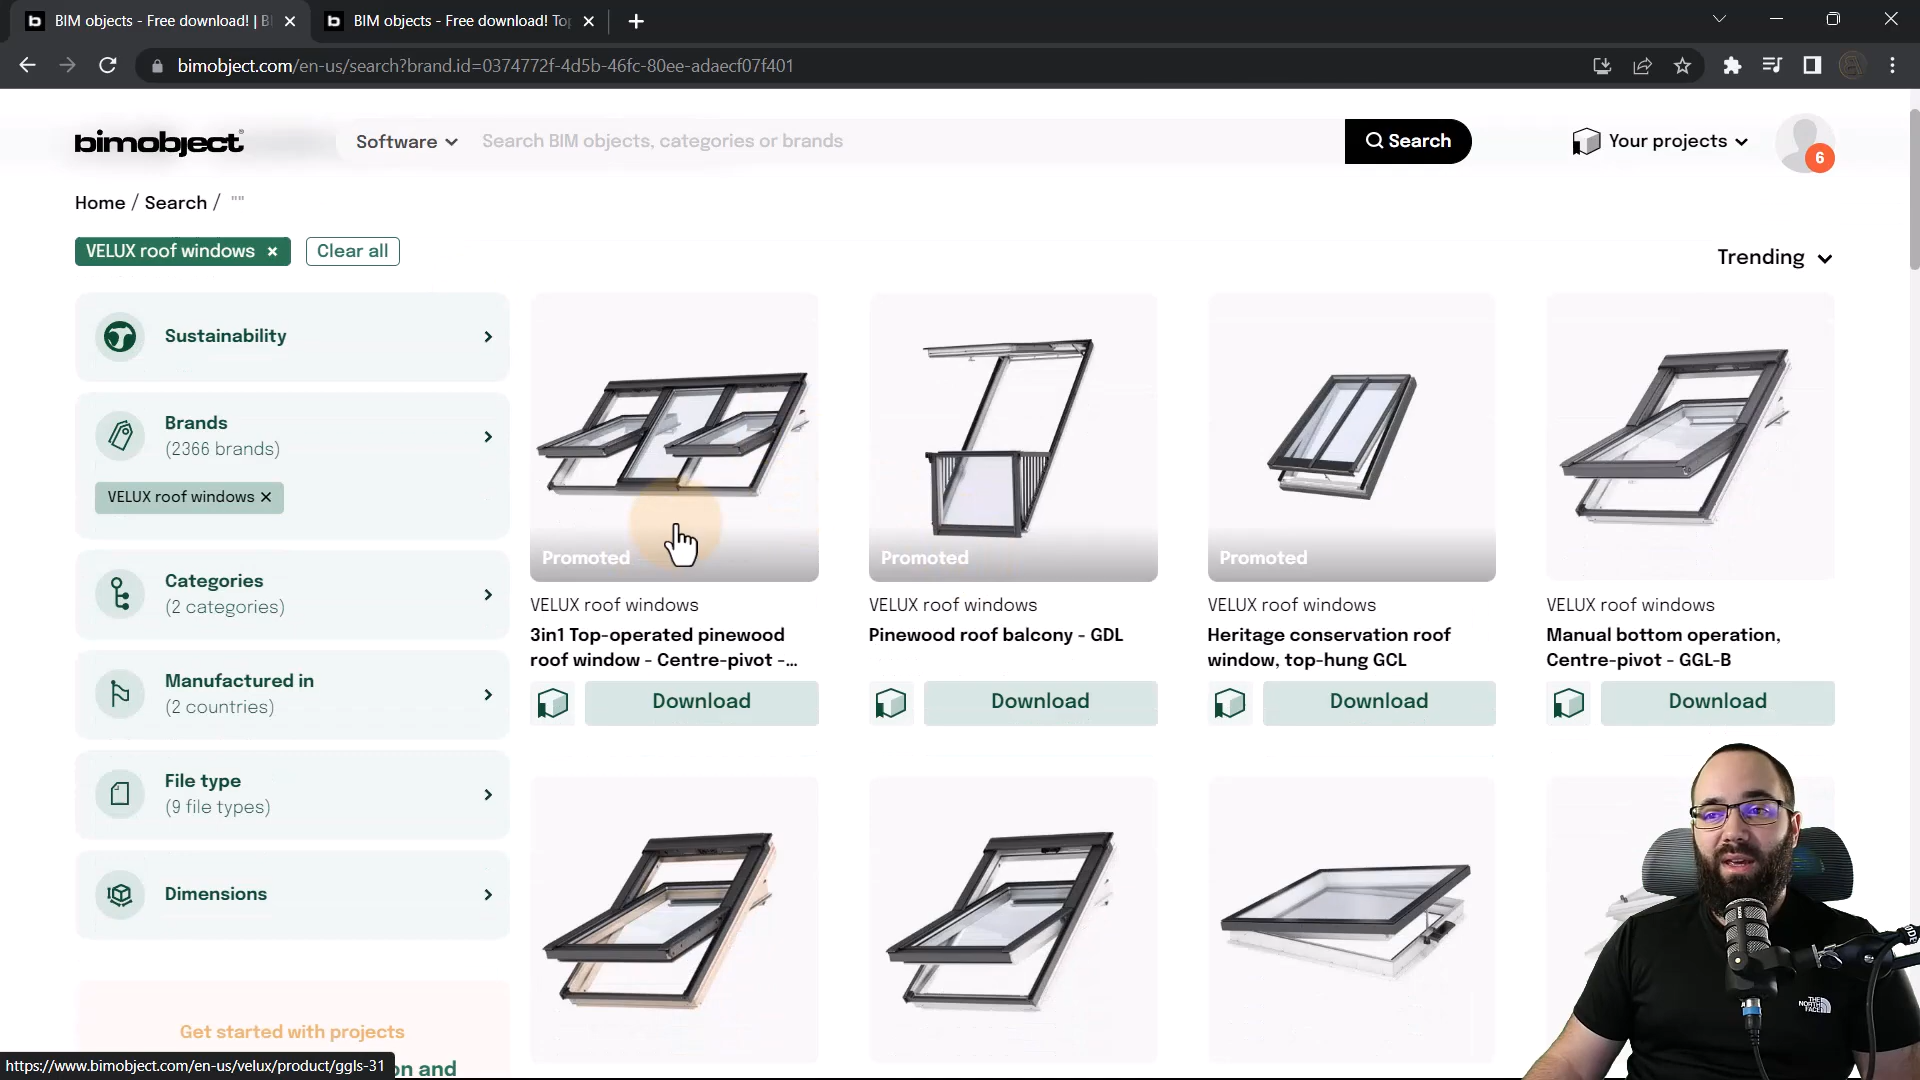 BIM objects - Free download! | B
BIM objects - Free download! To
bimobject.com/en-us/search?brand.id=0374772f-4d5b-46fc-80ee-adaecf07f401
bimobject
Software
Search BIM objects, categories or brands
Search
Your projects
6
Home / Search / ""
VELUX roof windows ×
Clear all
Trending
Sustainability
Brands
(2366 brands)
VELUX roof windows ×
Categories
(2 categories)
Manufactured in
(2 countries)
File type
(9 file types)
Dimensions
Get started with projects
on and
Promoted
Promoted
Promoted
VELUX roof windows
3in1 Top-operated pinewood
roof window - Centre-pivot -...
Download
VELUX roof windows
Pinewood roof balcony - GDL
Download
VELUX roof windows
Heritage conservation roof
window, top-hung GCL
Download
VELUX roof windows
Manual bottom operation,
Centre-pivot - GGL-B
Download
THE
NORTH
FACE
https://www.bimobject.com/en-us/velux/product/ggls-31